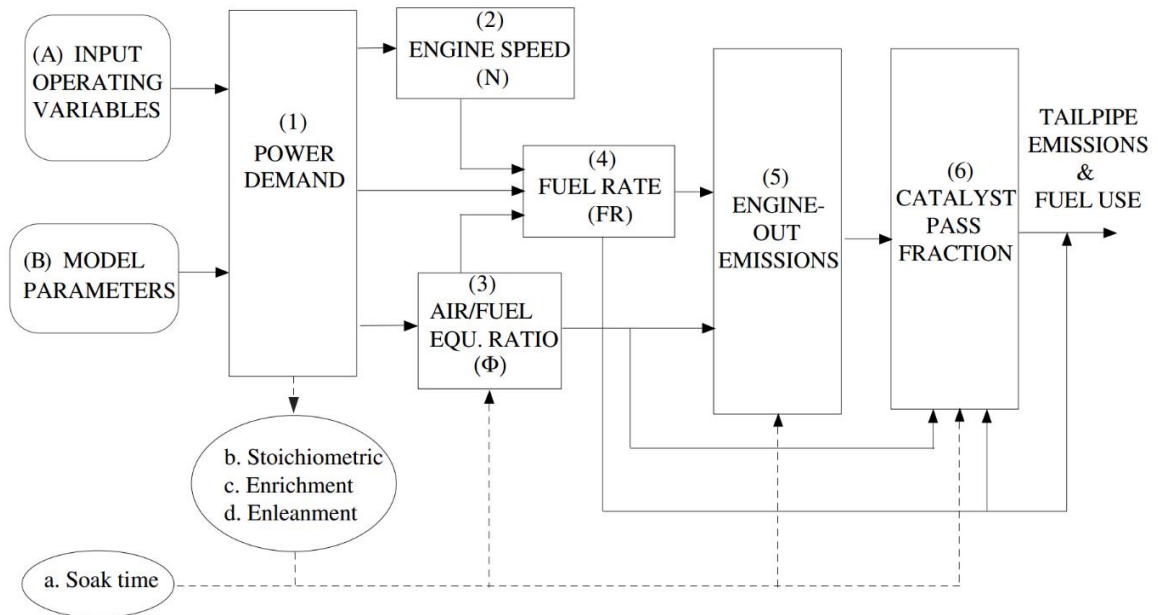 (A) INPUT
OPERATING
VARIABLES
(B) MODEL
PARAMETERS
(1)
POWER
DEMAND
(2)
ENGINE SPEED
(N)
(3)
AIR/FUEL
EQU. RATIO
(Φ)
(4)
FUEL RATE
(FR)
(5)
ENGINE-
OUT
EMISSIONS
(6)
CATALYST
PASS
FRACTION
TAILPIPE
EMISSIONS
&
FUEL USE
b. Stoichiometric
c. Enrichment
d. Enleanment
a. Soak time